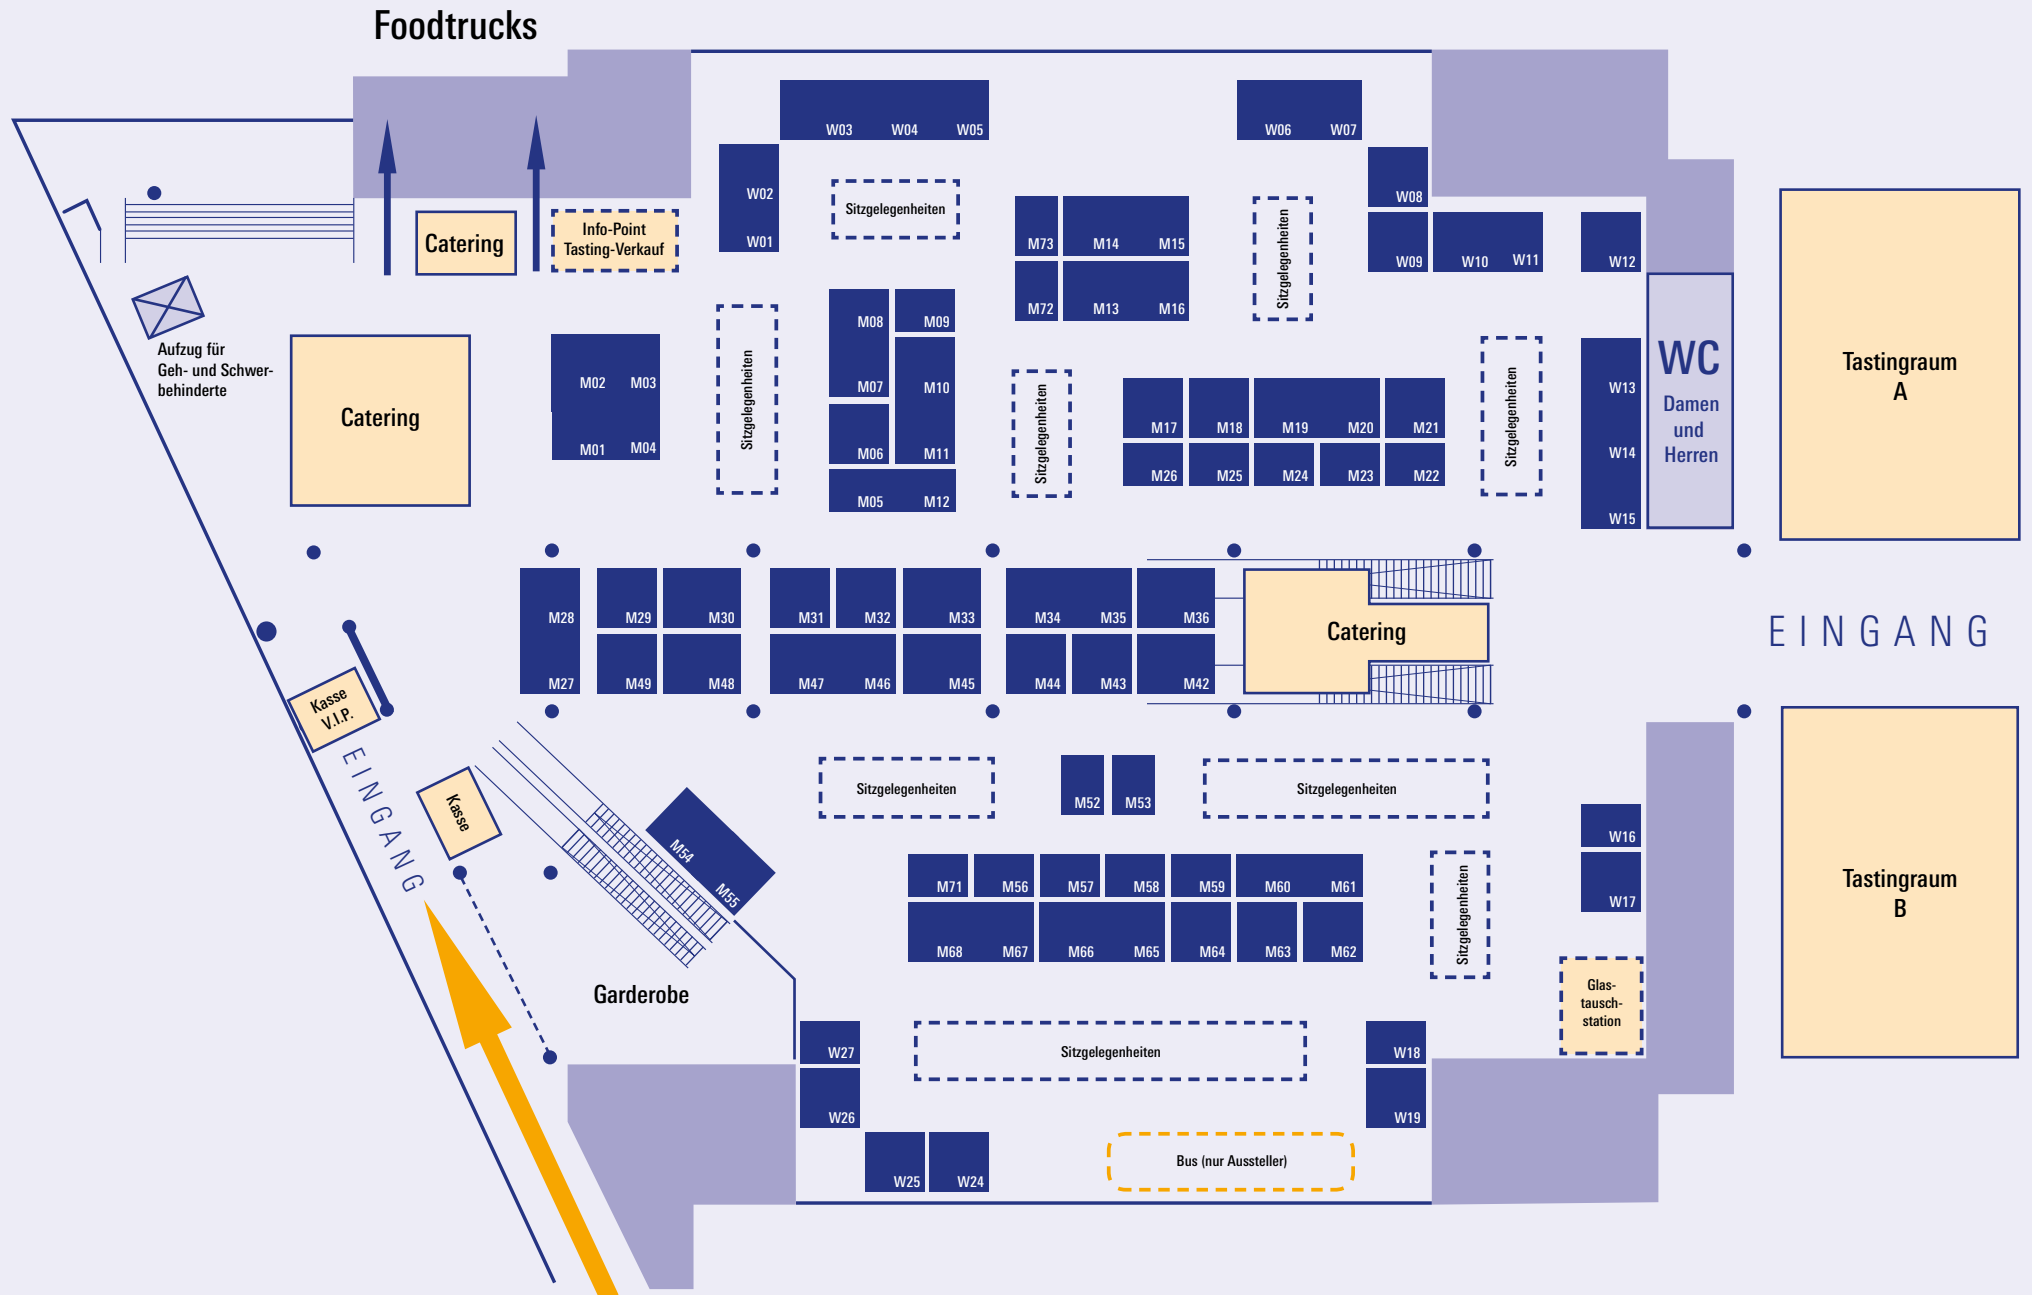 Foodtrucks
W03 W04 W05
W06 W07
W02
W01
W08
W09 W10 W11
W12
Sitzgelegenheiten
Catering
Info-Point
Tasting-Verkauf
M73 M14 M15
M72 M13 M16
Sitzgelegenheiten
Aufzug für
Geh- und Schwer-
behinderte
Catering
M02 M03
M01 M04
Sitzgelegenheiten
M08 M09
M07 M10
M06 M11
M05 M12
Sitzgelegenheiten
M17 M18 M19 M20 M21
M26 M25 M24 M23 M22
Sitzgelegenheiten
W13
W14
W15
WC
Damen
und
Herren
Tastingraum
A
M28 M29 M30 M31 M32 M33 M34 M35 M36
M27 M49 M48 M47 M46 M45 M44 M43 M42
Catering
EINGANG
Kasse
V.I.P.
EINGANG
Kasse
M54
M55
Sitzgelegenheiten
M52 M53
Sitzgelegenheiten
W16
W17
M71 M56 M57 M58 M59 M60 M61
M68 M67 M66 M65 M64 M63 M62
Sitzgelegenheiten
Tastingraum
B
Glas-
tausch-
station
Garderobe
W27
W26
Sitzgelegenheiten
W18
W19
W25 W24
Bus (nur Aussteller)